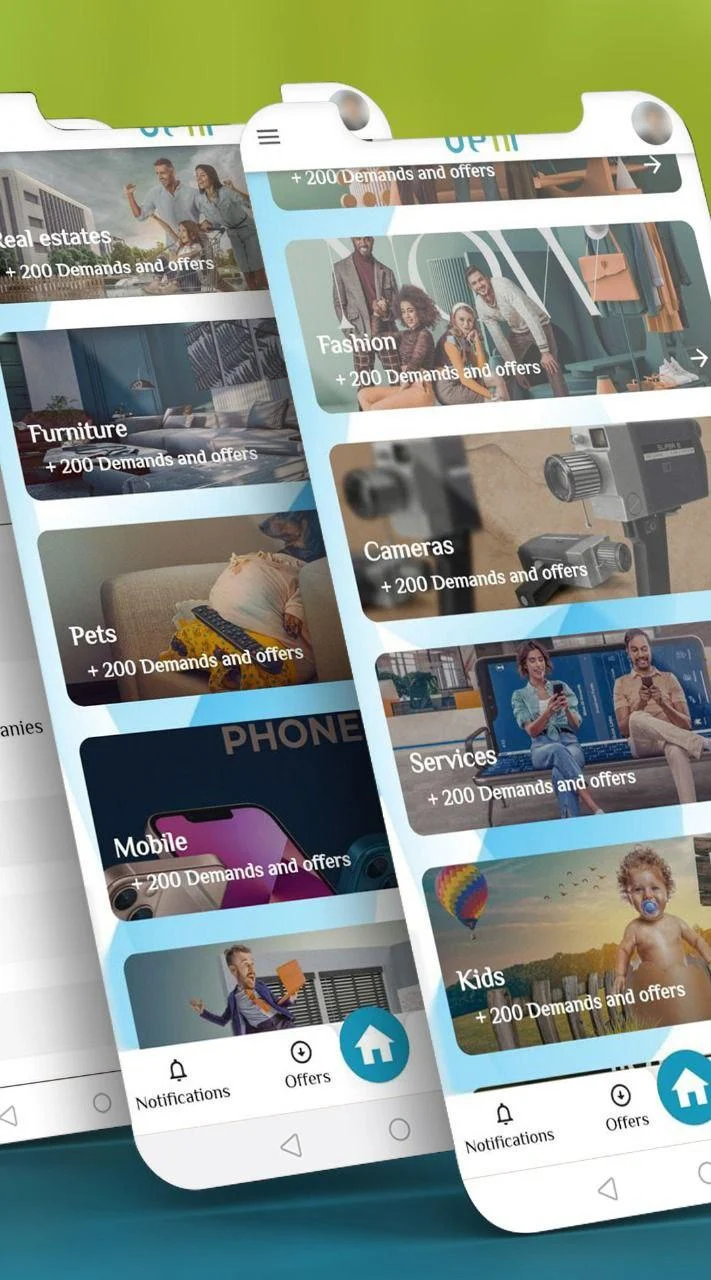 Real estates
+ 200 Demands and offers
Furniture
+ 200 Demands and offers
Pets
+ 200 Demands and offers
PHONE
Mobile
+ 200 Demands and offers
Notifications
Offers
anies
+ 200 Demands and offers
Fashion
+ 200 Demands and offers
SUPER 8
Cameras
+ 200 Demands and offers
Services
+ 200 Demands and offers
Kids
+ 200 Demands and offers
Notifications
Offers